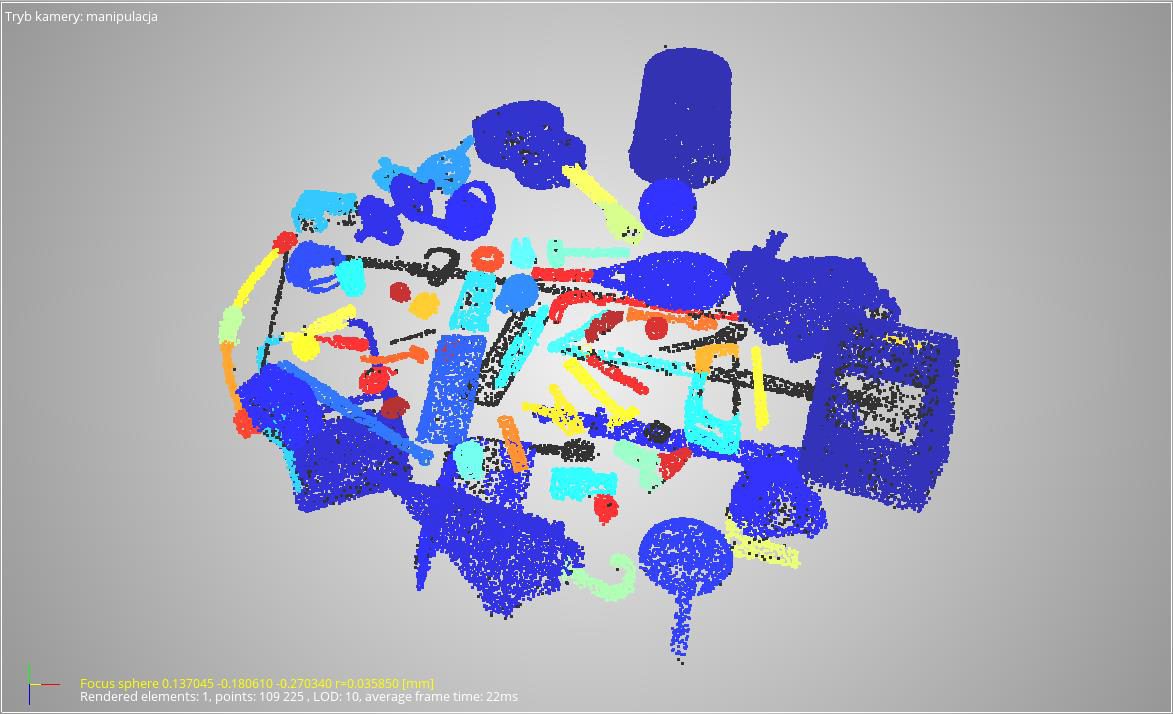 Tryb kamery: manipulacja
Focus sphere 0.137045 -0.180610 -0.270340 r=0.035850 [mm]
Rendered elements: 1, points: 109 225 , LOD: 10, average frame time: 22ms